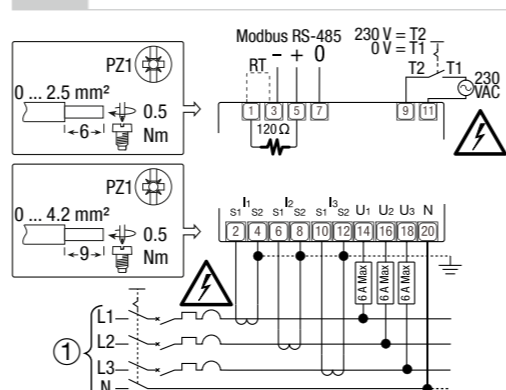 Modbus RS-485
230 V = T2
0 V = T1
PZ1
RT
− + 0
T2 T1
230 VAC
0 ... 2.5 mm²
6
0.5 Nm
1 3 5 7 9 11
120 Ω
PZ1
0 ... 4.2 mm²
9
0.5 Nm
I1 I2 I3 U1 U2 U3 N
S1 S2 S1 S2 S1 S2
2 4 6 8 10 12 14 16 18 20
6 A Max 6 A Max 6 A Max
1
L1
L2
L3
N